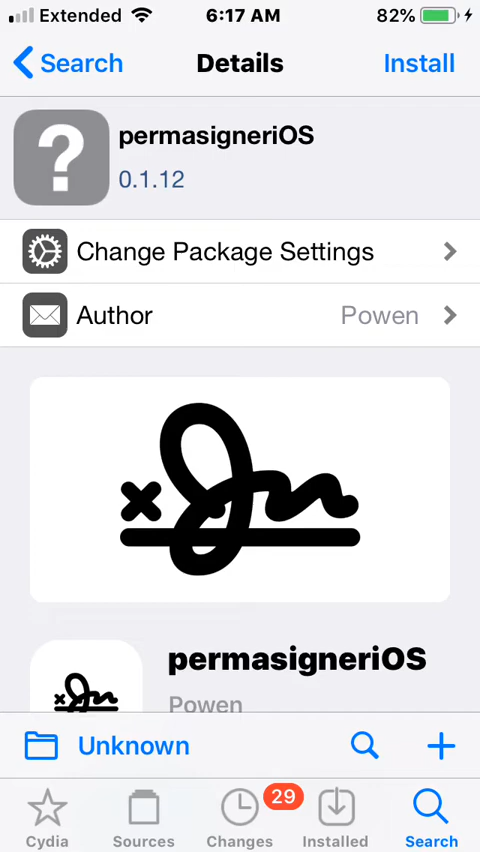 Extended 6:17 AM 82%
Search Details Install
permasigneriOS
0.1.12
Change Package Settings
Author Powen
permasigneriOS
Powen
Unknown
29
Cydia Sources Changes Installed Search